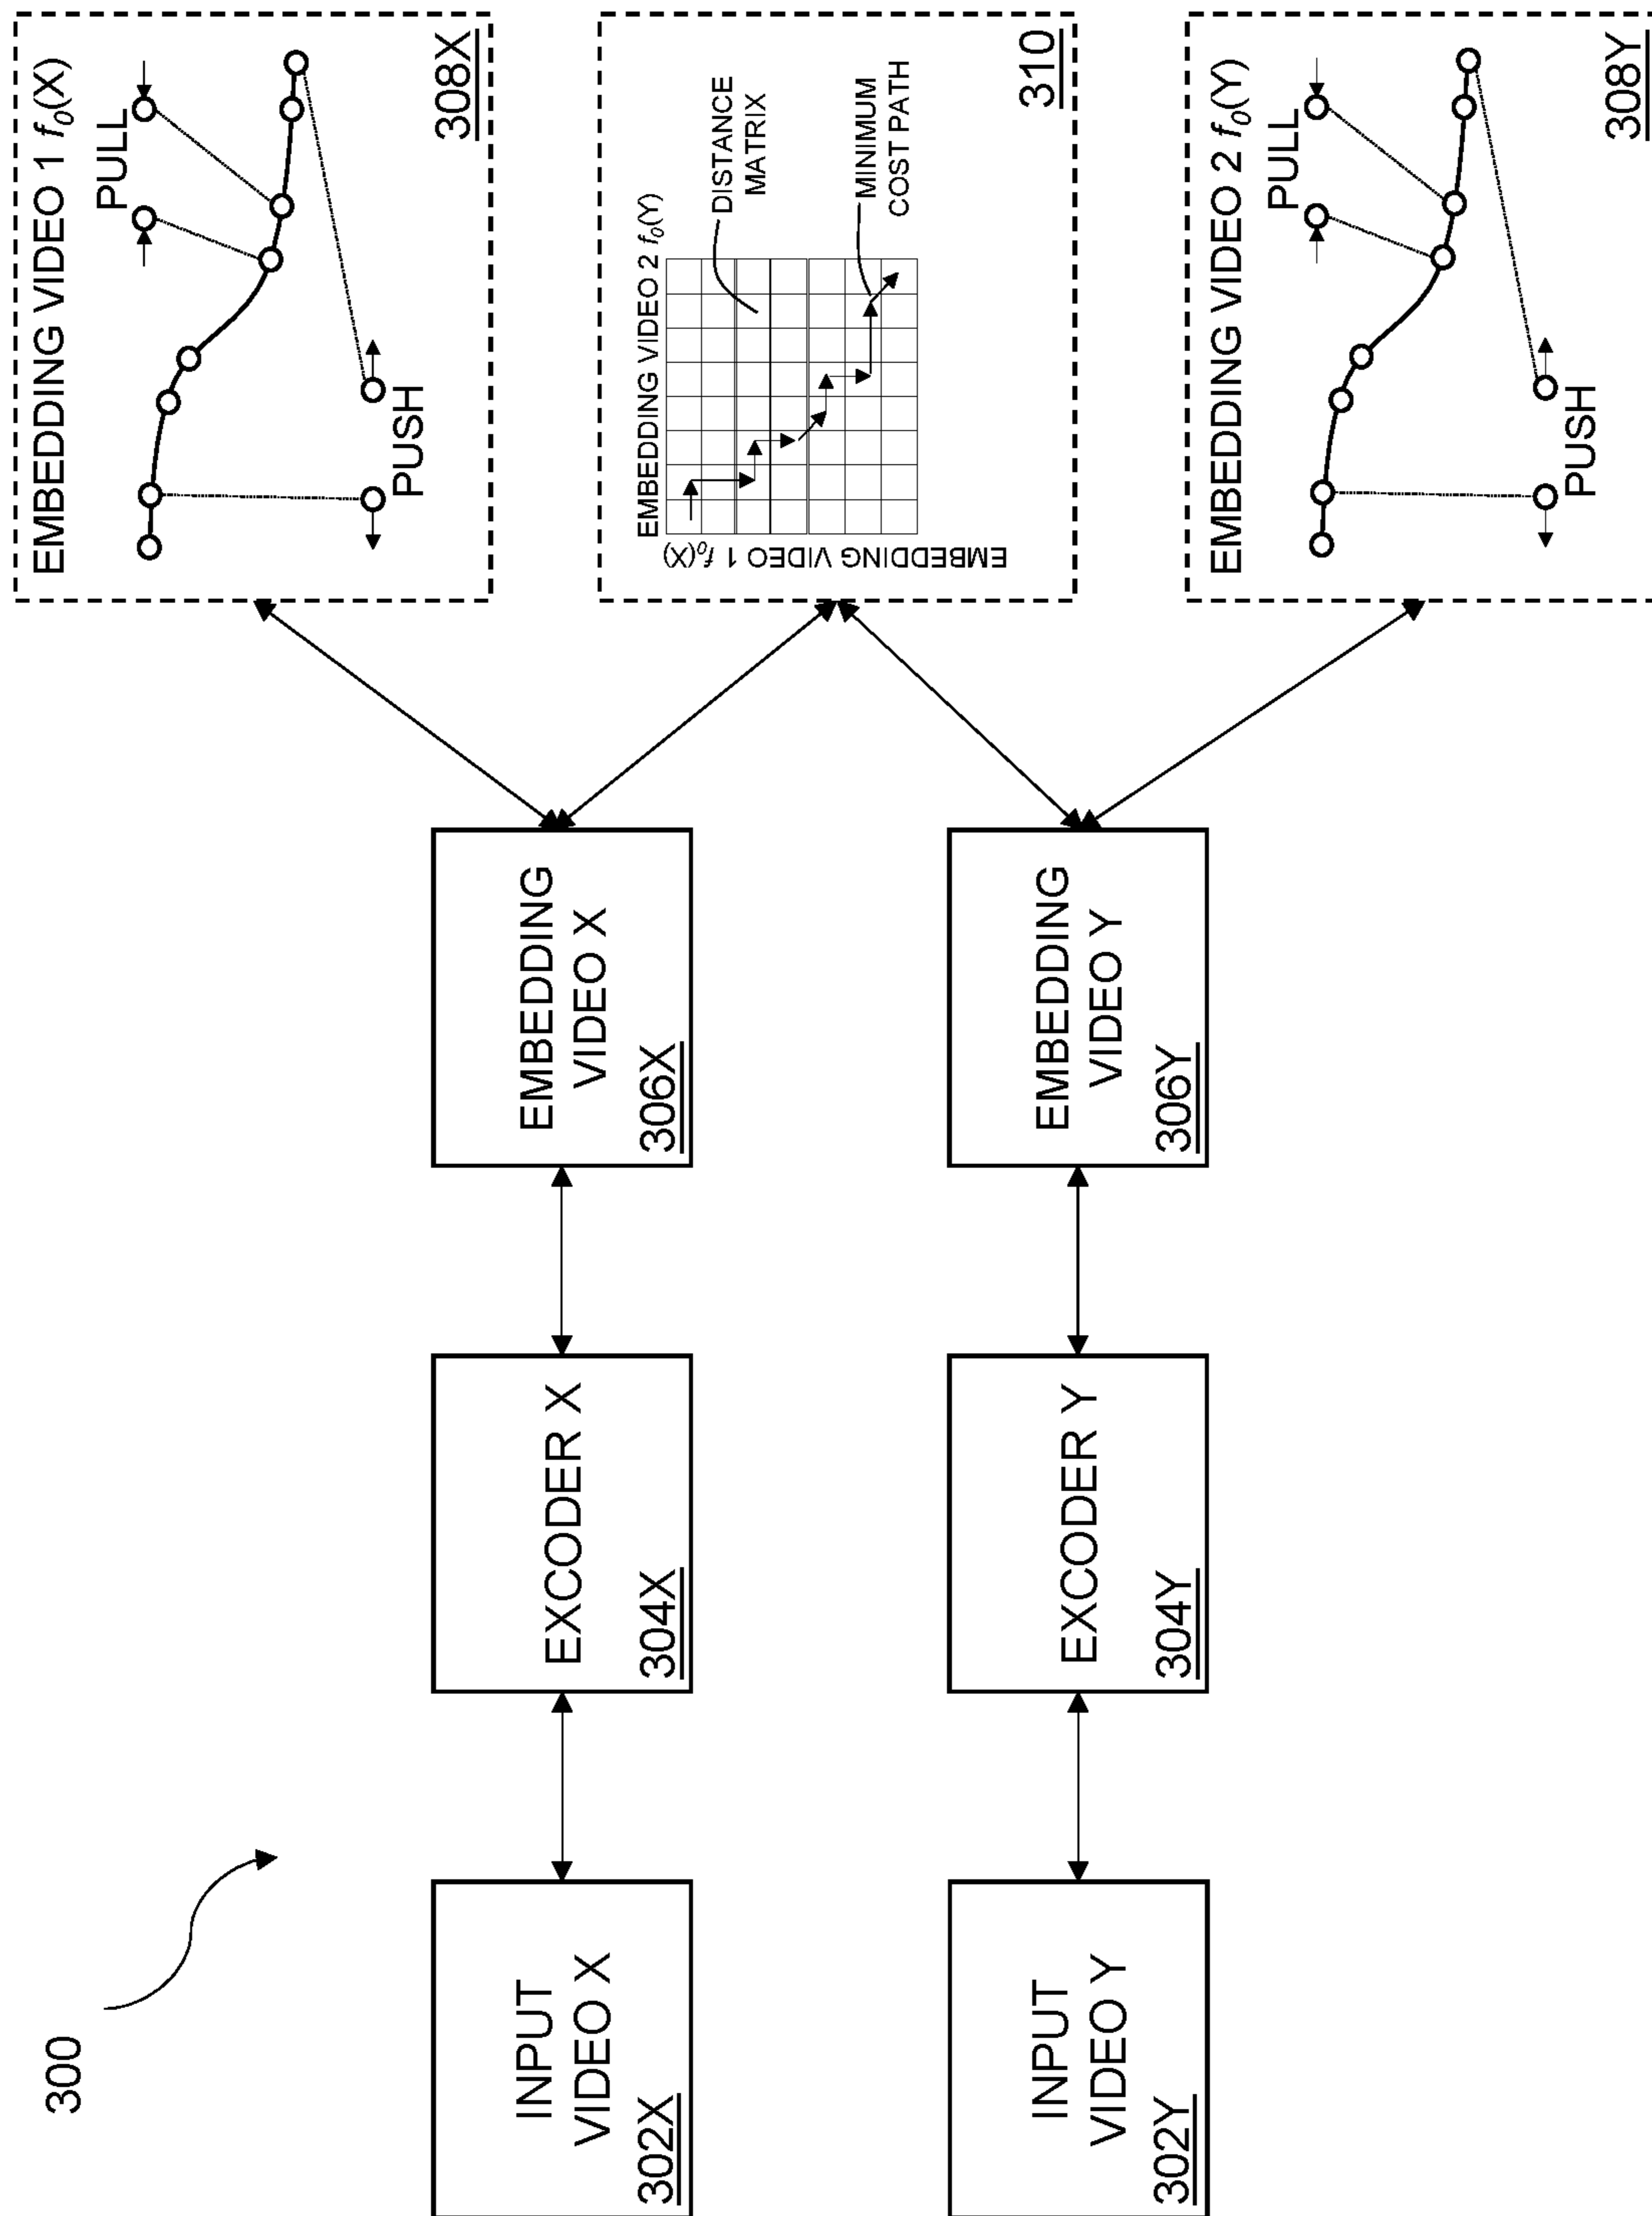 300
INPUT
VIDEO X
302X
EXCODER X
304X
EMBEDDING
VIDEO X
306X
INPUT
VIDEO Y
302Y
EXCODER Y
304Y
EMBEDDING
VIDEO Y
306Y
EMBEDDING VIDEO 1 f₀(X)
PULL
PUSH
308X
EMBEDDING VIDEO 2 f₀(Y)
EMBEDDING VIDEO 1 f₀(X)
DISTANCE
MATRIX
MINIMUM
COST PATH
310
EMBEDDING VIDEO 2 f₀(Y)
PULL
PUSH
308Y